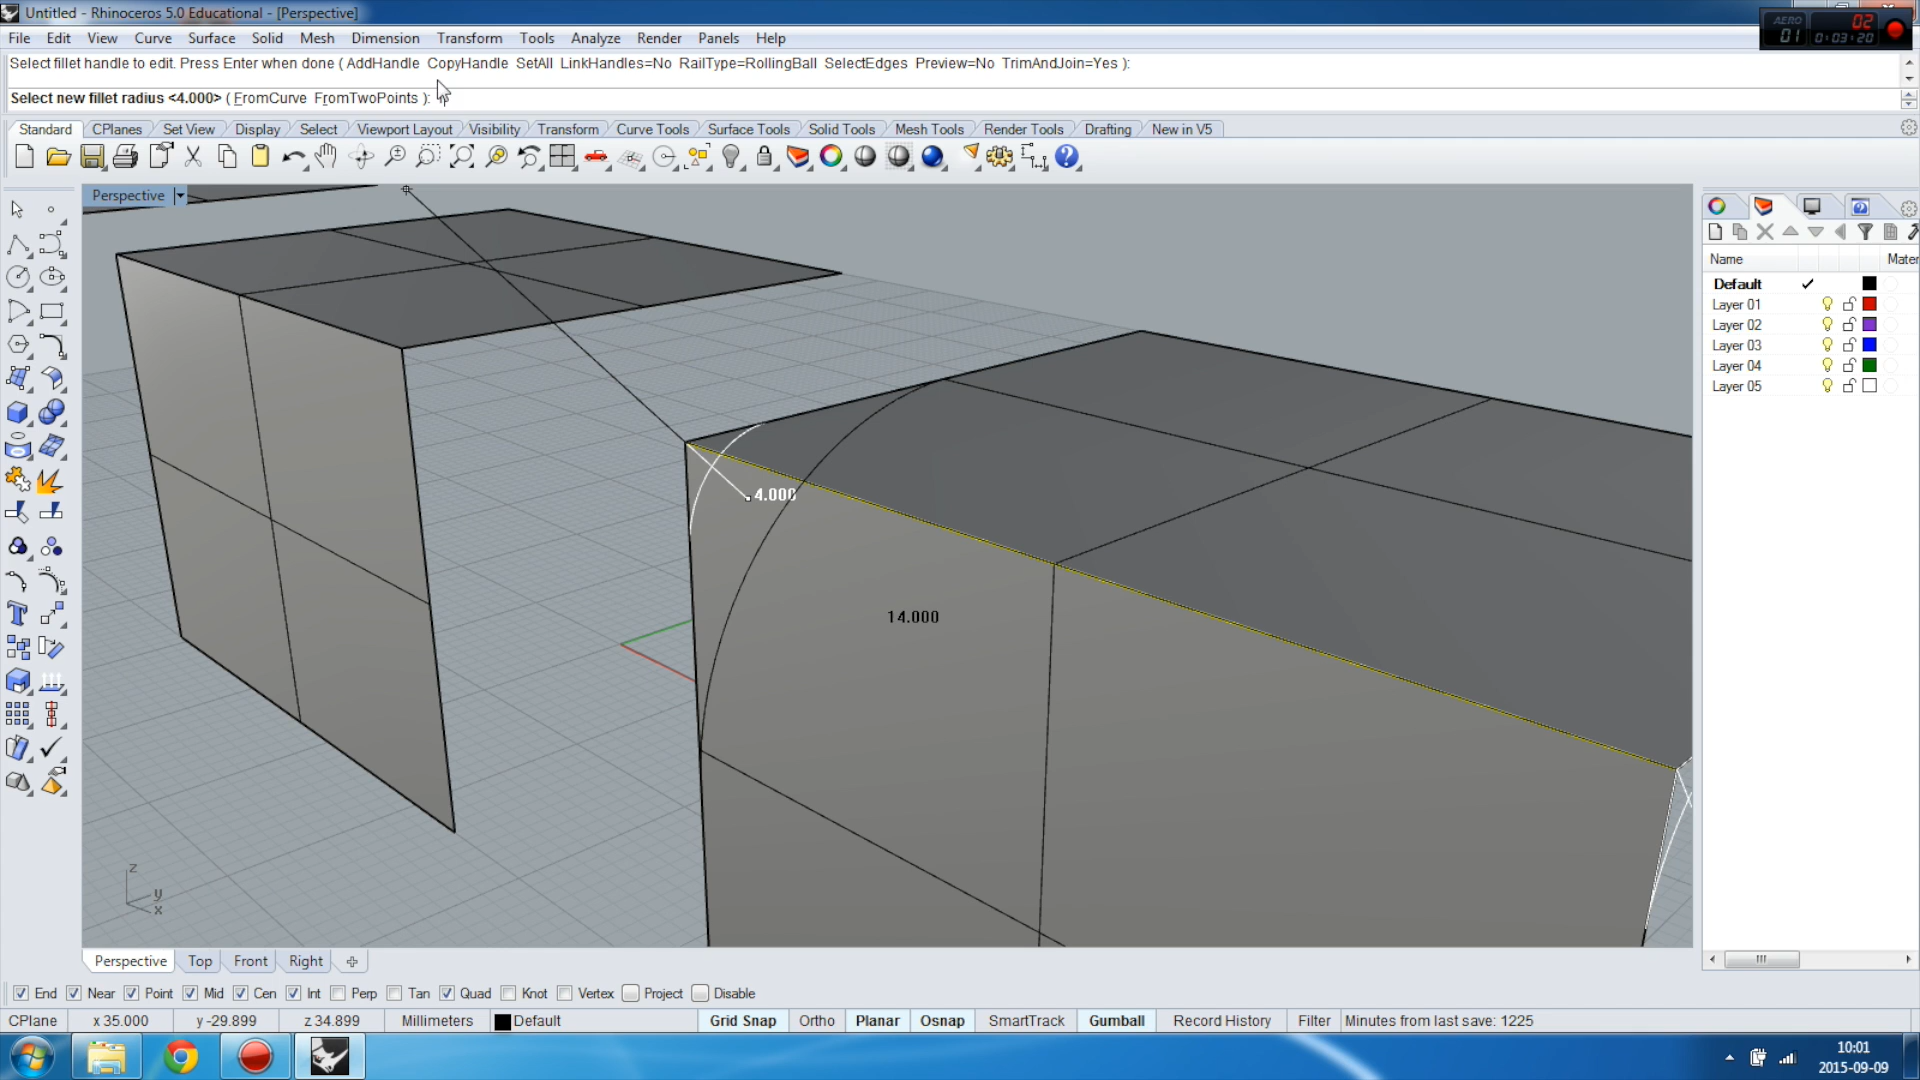 Untitled - Rhinoceros 5.0 Educational - [Perspective]
AERO 01 02 0:03:20
File Edit View Curve Surface Solid Mesh Dimension Transform Tools Analyze Render Panels Help
Select fillet handle to edit. Press Enter when done ( AddHandle CopyHandle SetAll LinkHandles=No RailType=RollingBall SelectEdges Preview=No TrimAndJoin=Yes ):
Select new fillet radius <4.000> ( FromCurve FromTwoPoints ):
Standard CPlanes Set View Display Select Viewport Layout Visibility Transform Curve Tools Surface Tools Solid Tools Mesh Tools Render Tools Drafting New in V5
Perspective
Name Mater
Default
Layer 01
Layer 02
Layer 03
Layer 04
Layer 05
4.000
14.000
z
y
x
Perspective Top Front Right
End Near Point Mid Cen Int Perp Tan Quad Knot Vertex Project Disable
CPlane x 35.000 y -29.899 z 34.899 Millimeters Default Grid Snap Ortho Planar Osnap SmartTrack Gumball Record History Filter Minutes from last save: 1225
10:01
2015-09-09